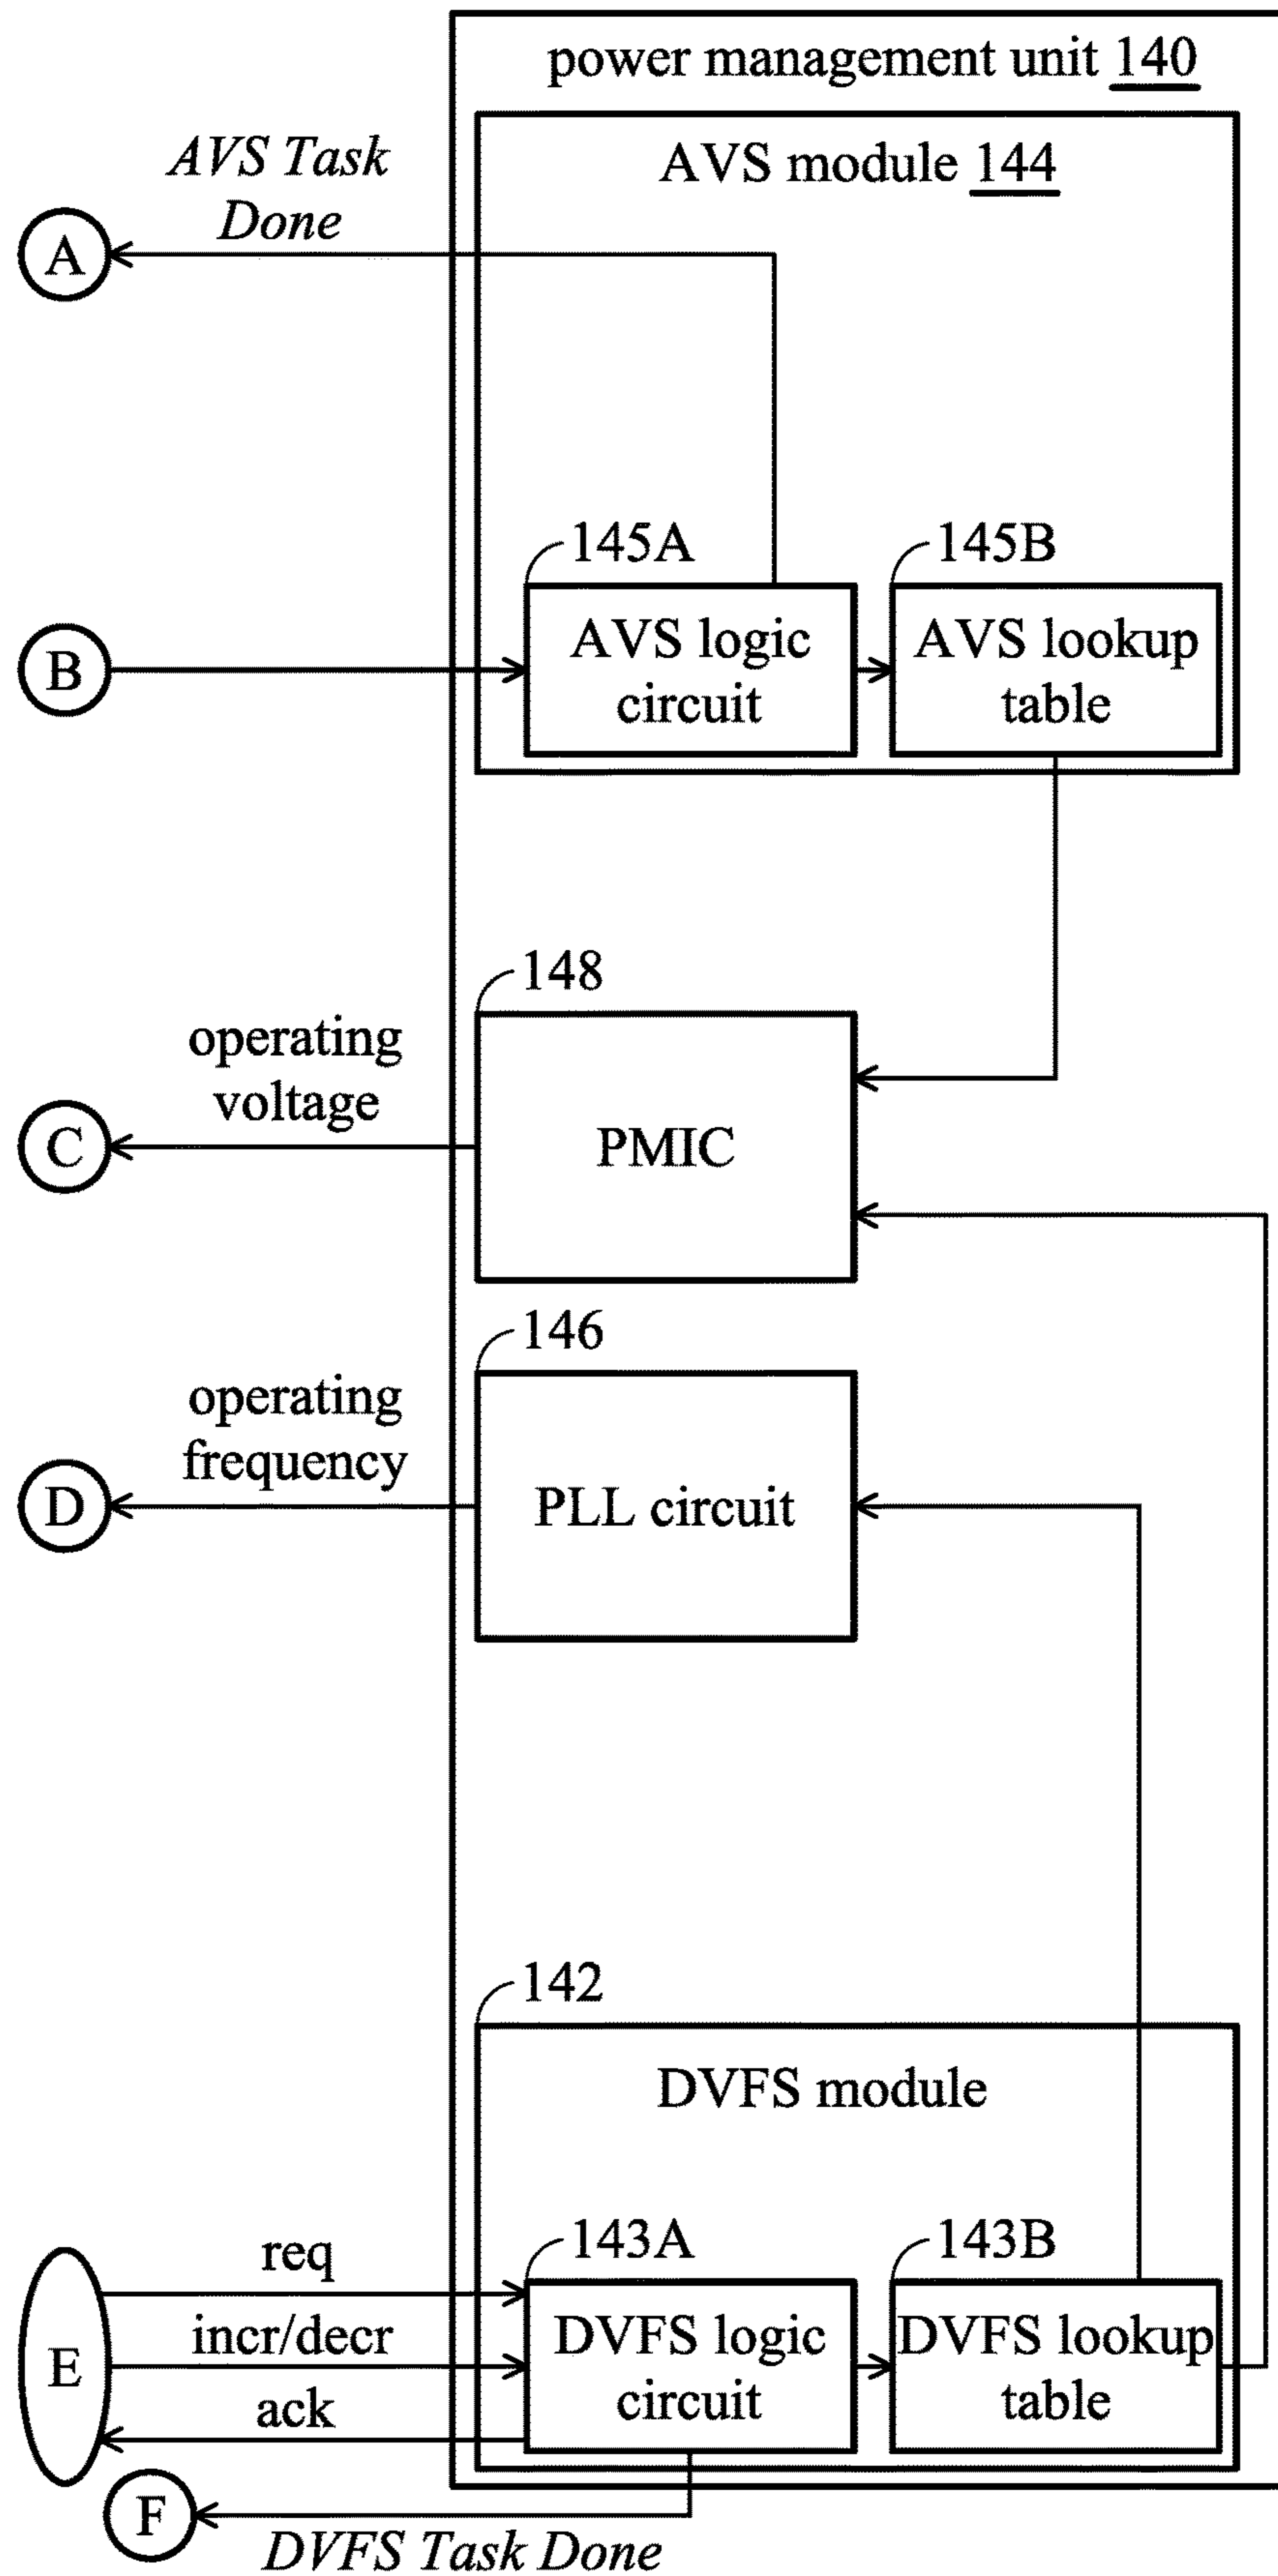 power management unit 140
AVS module 144
AVS Task
Done
A
145A
145B
B
AVS logic
circuit
AVS lookup
table
148
operating
voltage
C
PMIC
146
operating
frequency
D
PLL circuit
142
DVFS module
143A
143B
req
incr/decr
ack
E
DVFS logic
circuit
DVFS lookup
table
F
DVFS Task Done